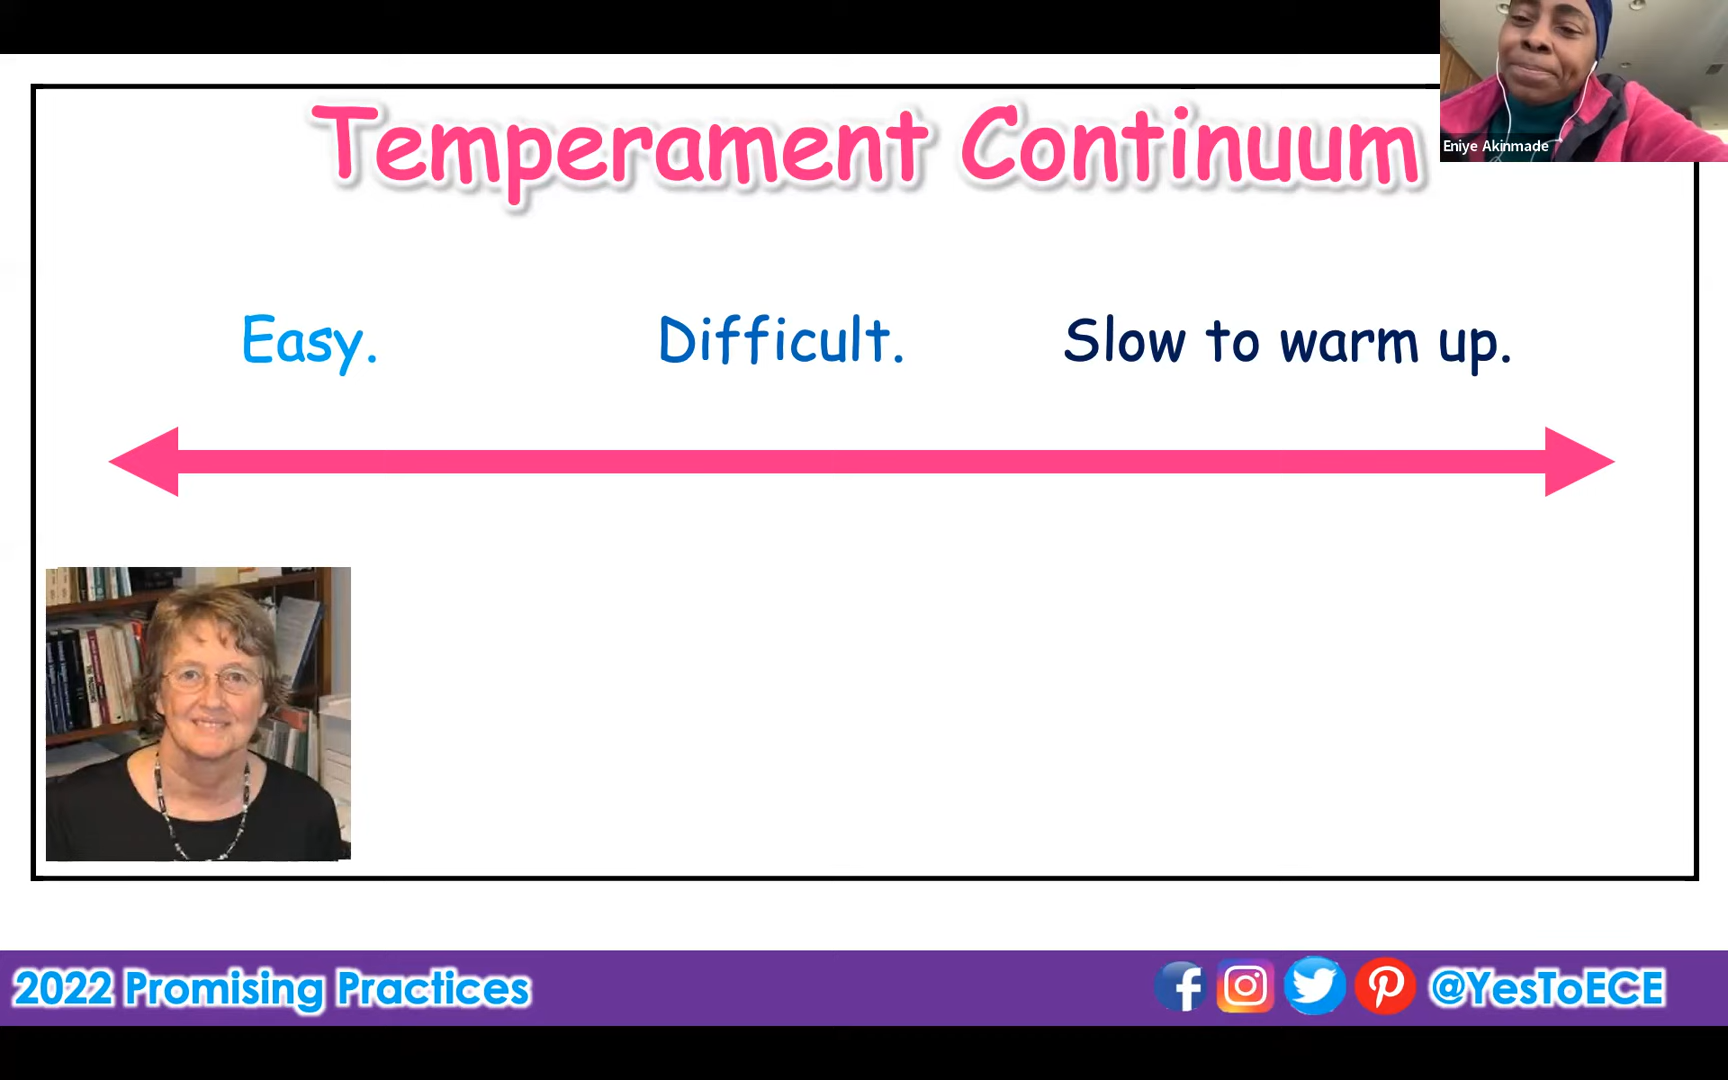 Temperament Continuum
Eniye Akinmade
Easy.
Difficult.
Slow to warm up.
2022 Promising Practices
@YesToECE